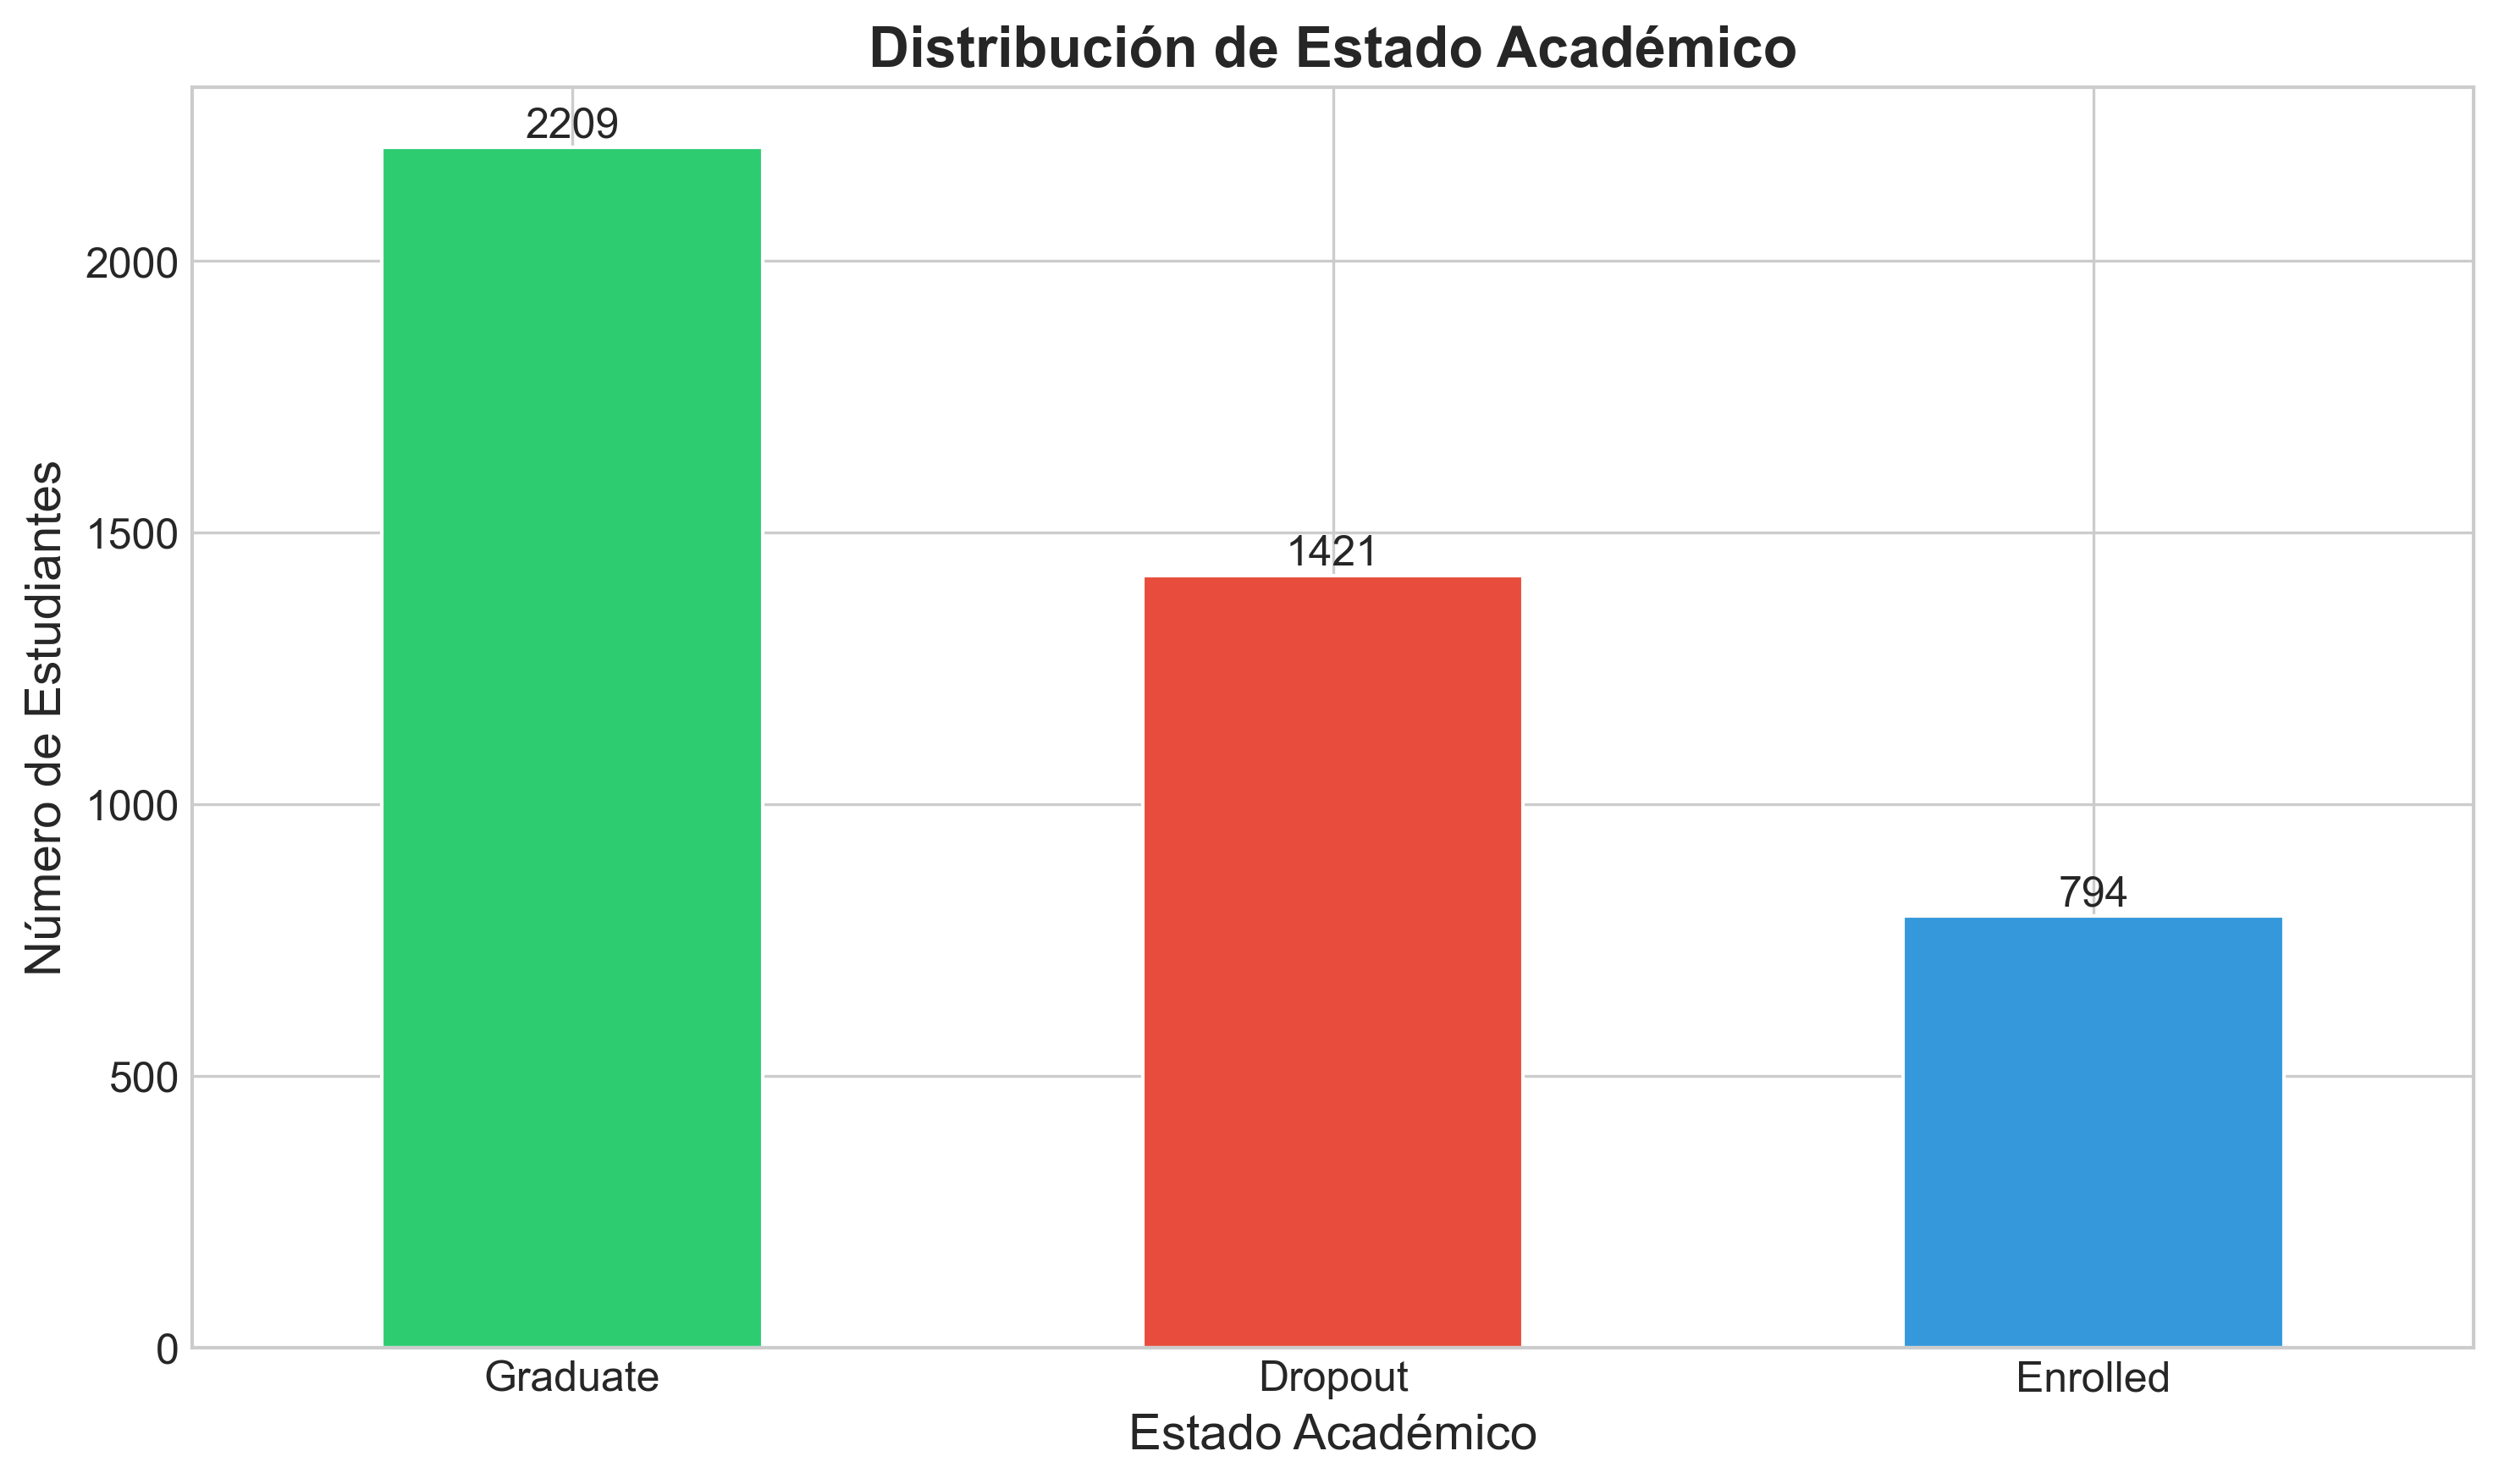 Distribución de Estado Académico
2209
2000
1500
1421
1000
794
500
0
Número de Estudiantes
Graduate
Dropout
Enrolled
Estado Académico